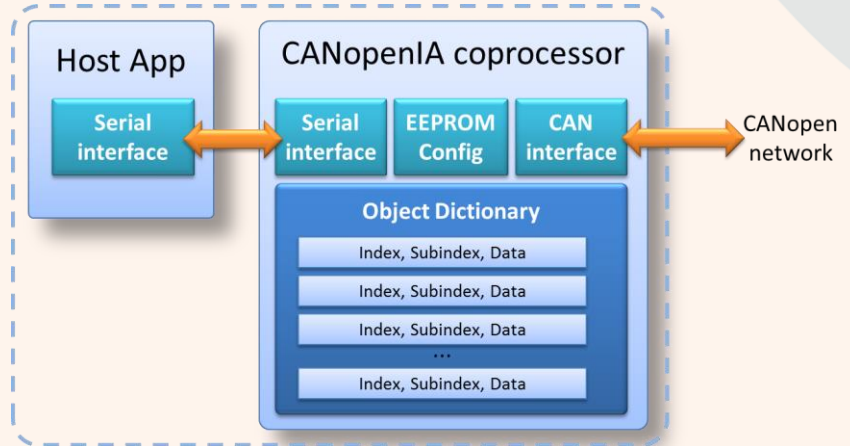 Host App
CANopenIA coprocessor
Serial
interface
Serial
interface
EEPROM
Config
CAN
interface
CANopen
network
Object Dictionary
Index, Subindex, Data
Index, Subindex, Data
Index, Subindex, Data
...
Index, Subindex, Data